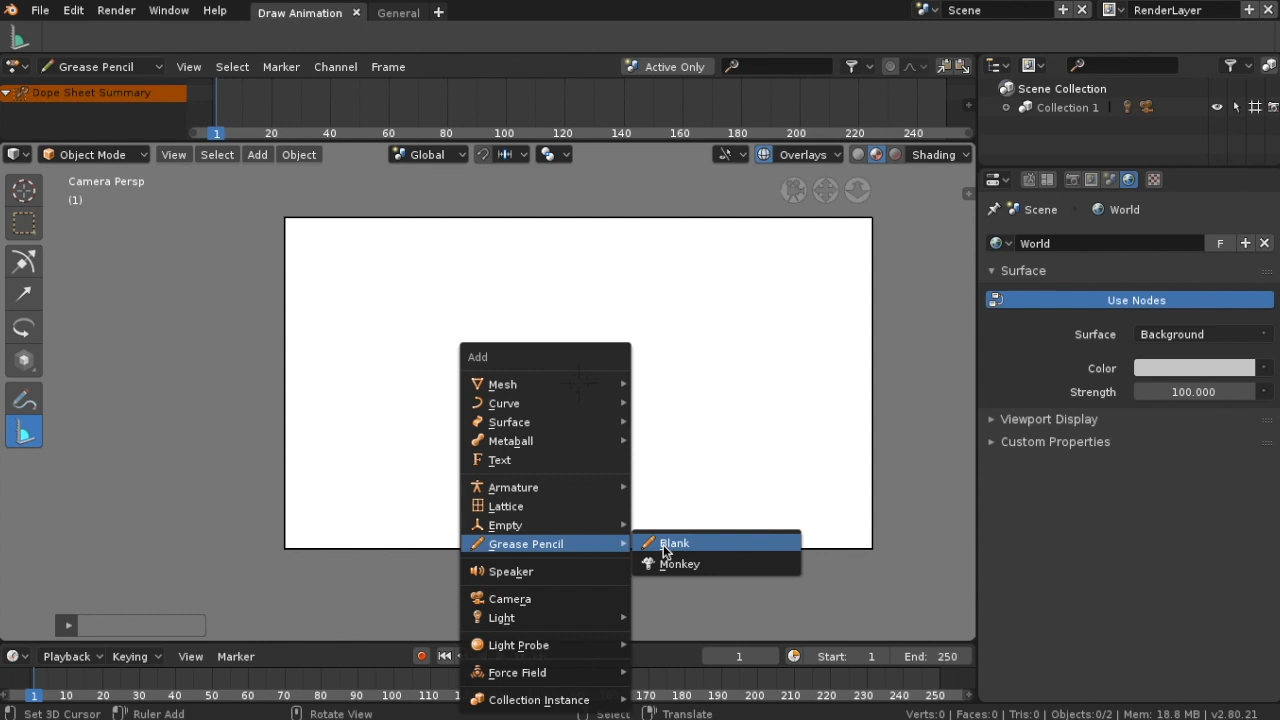 File Edit Render Window Help Draw Animation General Scene RenderLayer
Grease Pencil View Select Marker Channel Frame Active Only
Dope Sheet Summary
1 20 40 60 80 100 120 140 160 180 200 220 240
Scene Collection
Collection 1
Object Mode View Select Add Object Global Overlays Shading
Camera Persp
(1)
Scene World
World F
Surface
Use Nodes
Surface Background
Color
Strength 100.000
Viewport Display
Custom Properties
Add
Mesh
Curve
Surface
Metaball
Text
Armature
Lattice
Empty
Grease Pencil
Blank
Monkey
Speaker
Camera
Light
Light Probe
Force Field
Collection Instance
Playback Keying View Marker 1 Start: 1 End: 250
1 10 20 30 40 50 60 70 80 90 100 110 170 180 190 200 210 220 230 240 250
Set 3D Cursor Ruler Add Rotate View Select Translate Verts:0 | Faces:0 | Tris:0 | Objects:0/2 | Mem: 18.8 MB | v2.80.21